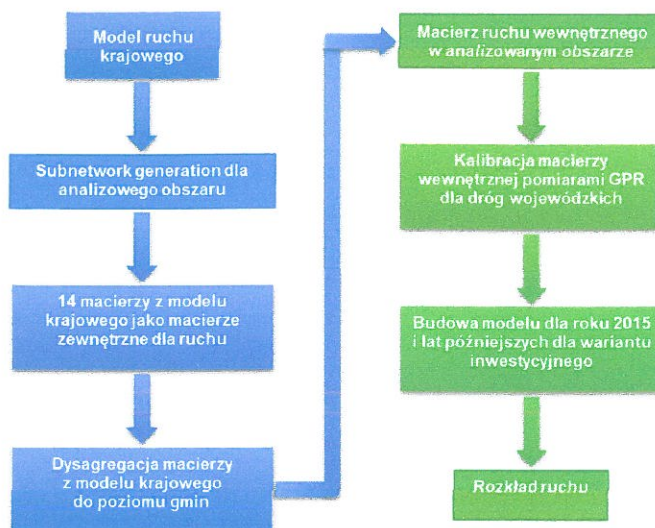 Model ruchu
krajowego
Subnetwork generation dla
analizowego obszaru
14 macierzy z modelu
krajowego jako macierze
zewnętrzne dla ruchu
Dysagregacja macierzy
z modelu krajowego
do poziomu gmin
Macierz ruchu wewnętrznego
w analizowanym obszarze
Kalibracja macierzy
wewnętrznej pomiarami GPR
dla dróg wojewódzkich
Budowa modelu dla roku 2015
i lat późniejszych dla wariantu
inwestycyjnego
Rozkład ruchu